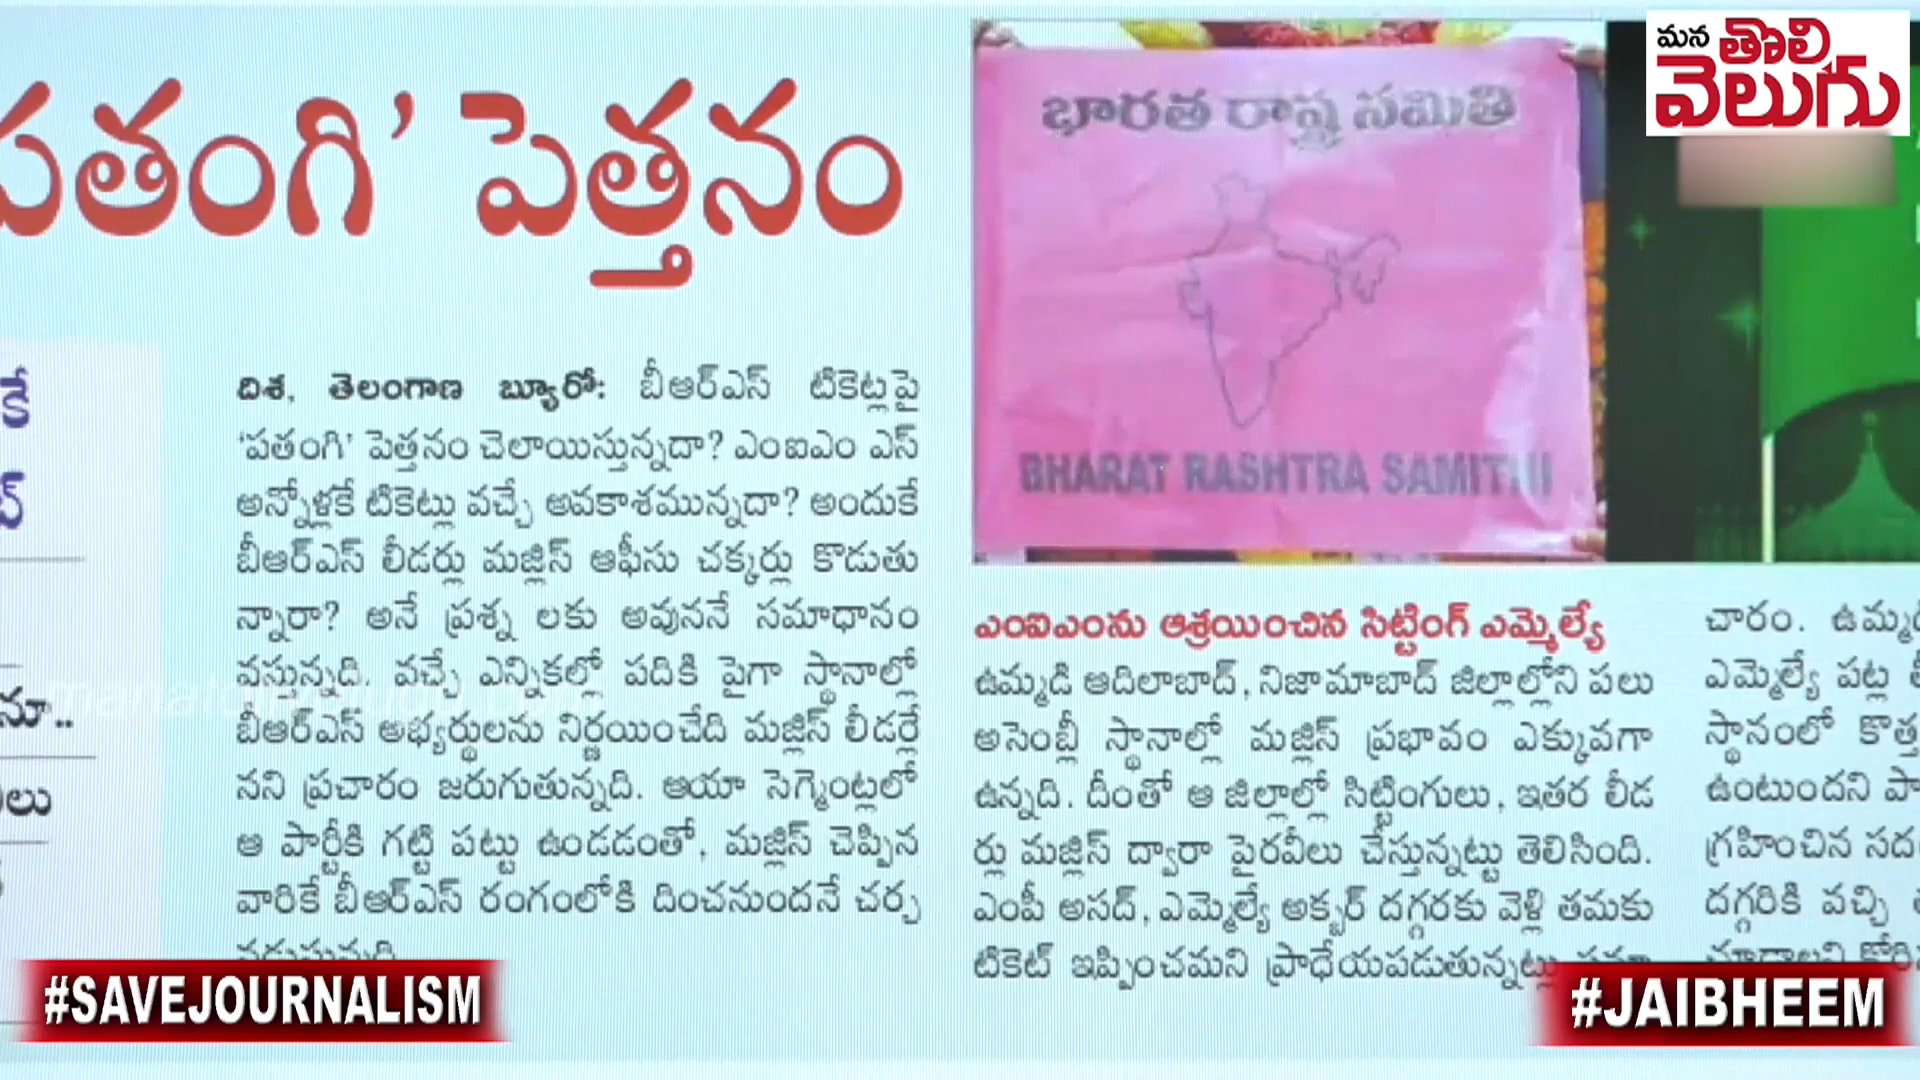 మన తొలి
వెలుగు
పతంగి’ పెత్తనం
భారత రాష్ట్ర సమితి
BHARAT RASHTRA SAMITHI
కే
నూ..
లు
దిశ, తెలంగాణ బ్యూరో: బీఆర్ఎస్ టికెట్లపై
‘పతంగి’ పెత్తనం చెలాయిస్తున్నదా? ఎంఐఎం ఎస్
అన్నోళ్లకే టికెట్లు వచ్చే అవకాశమున్నదా? అందుకే
బీఆర్ఎస్ లీడర్లు మజ్లిస్ ఆఫీసు చక్కర్లు కొడుతు
న్నారా? అనే ప్రశ్న లకు అవుననే సమాధానం
వస్తున్నది. వచ్చే ఎన్నికల్లో పదికి పైగా స్థానాల్లో
బీఆర్ఎస్ అభ్యర్థులను నిర్ణయించేది మజ్లిస్ లీడర్లే
నని ప్రచారం జరుగుతున్నది. ఆయా సెగ్మెంట్లలో
ఆ పార్టీకి గట్టి పట్టు ఉండడంతో, మజ్లిస్ చెప్పిన
వారికే బీఆర్ఎస్ రంగంలోకి దించనుందనే చర్చ
ఎంఐఎంను ఆశ్రయించిన సిట్టింగ్ ఎమ్మెల్యే
ఉమ్మడి ఆదిలాబాద్, నిజామాబాద్ జిల్లాల్లోని పలు
అసెంబ్లీ స్థానాల్లో మజ్లిస్ ప్రభావం ఎక్కువగా
ఉన్నది. దీంతో ఆ జిల్లాల్లో సిట్టింగులు, ఇతర లీడ
ర్లు మజ్లిస్ ద్వారా పైరవీలు చేస్తున్నట్టు తెలిసింది.
ఎంపీ అసద్, ఎమ్మెల్యే అక్బర్ దగ్గరకు వెళ్లి తమకు
టికెట్ ఇప్పించమని ప్రాధేయపడుతున్నట్లు
చారం. ఉమ్మడి
ఎమ్మెల్యే పట్ల
స్థానంలో కొత్త
ఉంటుందని
గ్రహించిన
దగ్గరికి వచ్చి
#SAVEJOURNALISM
#JAIBHEEM